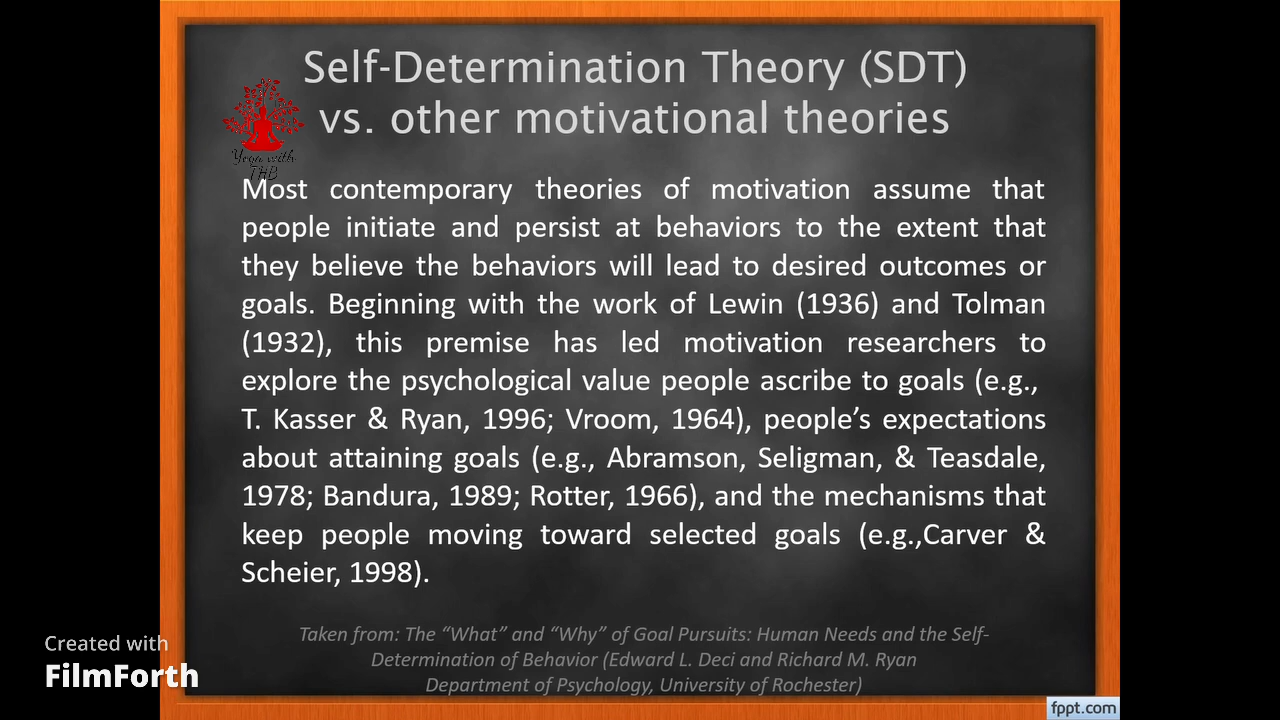 Self-Determination Theory (SDT)
vs. other motivational theories
Yoga with
THB
Most contemporary theories of motivation assume that
people initiate and persist at behaviors to the extent that
they believe the behaviors will lead to desired outcomes or
goals. Beginning with the work of Lewin (1936) and Tolman
(1932), this premise has led motivation researchers to
explore the psychological value people ascribe to goals (e.g.,
T. Kasser & Ryan, 1996; Vroom, 1964), people’s expectations
about attaining goals (e.g., Abramson, Seligman, & Teasdale,
1978; Bandura, 1989; Rotter, 1966), and the mechanisms that
keep people moving toward selected goals (e.g.,Carver &
Scheier, 1998).
Taken from: The “What” and “Why” of Goal Pursuits: Human Needs and the Self-
Determination of Behavior (Edward L. Deci and Richard M. Ryan
Department of Psychology, University of Rochester)
Created with
FilmForth
fppt.com